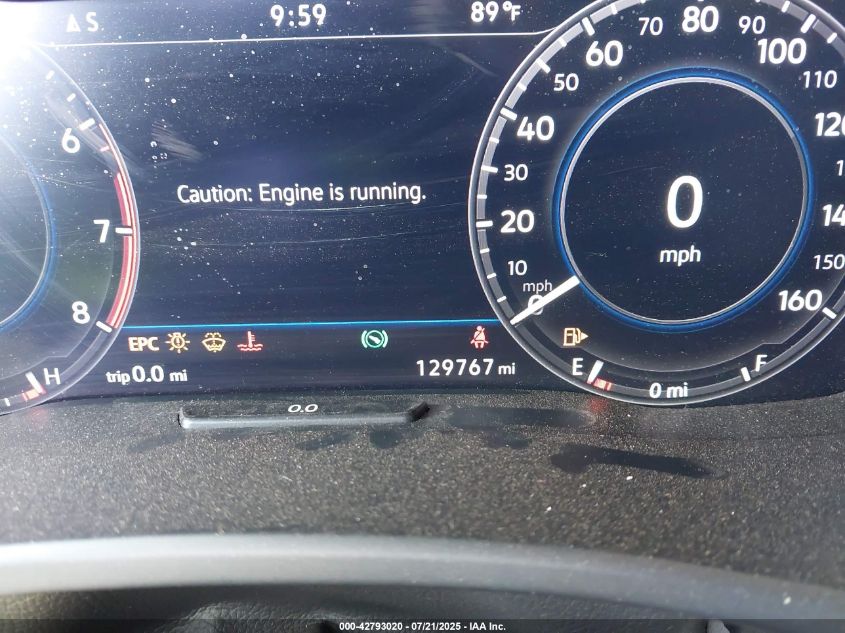 S 9:59 89°F
Caution: Engine is running.
6
7
8
H
EPC
trip 0.0 mi
129767 mi
0.0
0
10
20
30
40
50
60
70
80
90
100
110
120
14
150
160
mph
0
mph
E F
0 mi
000-42793020 - 07/21/2025 - IAA Inc.